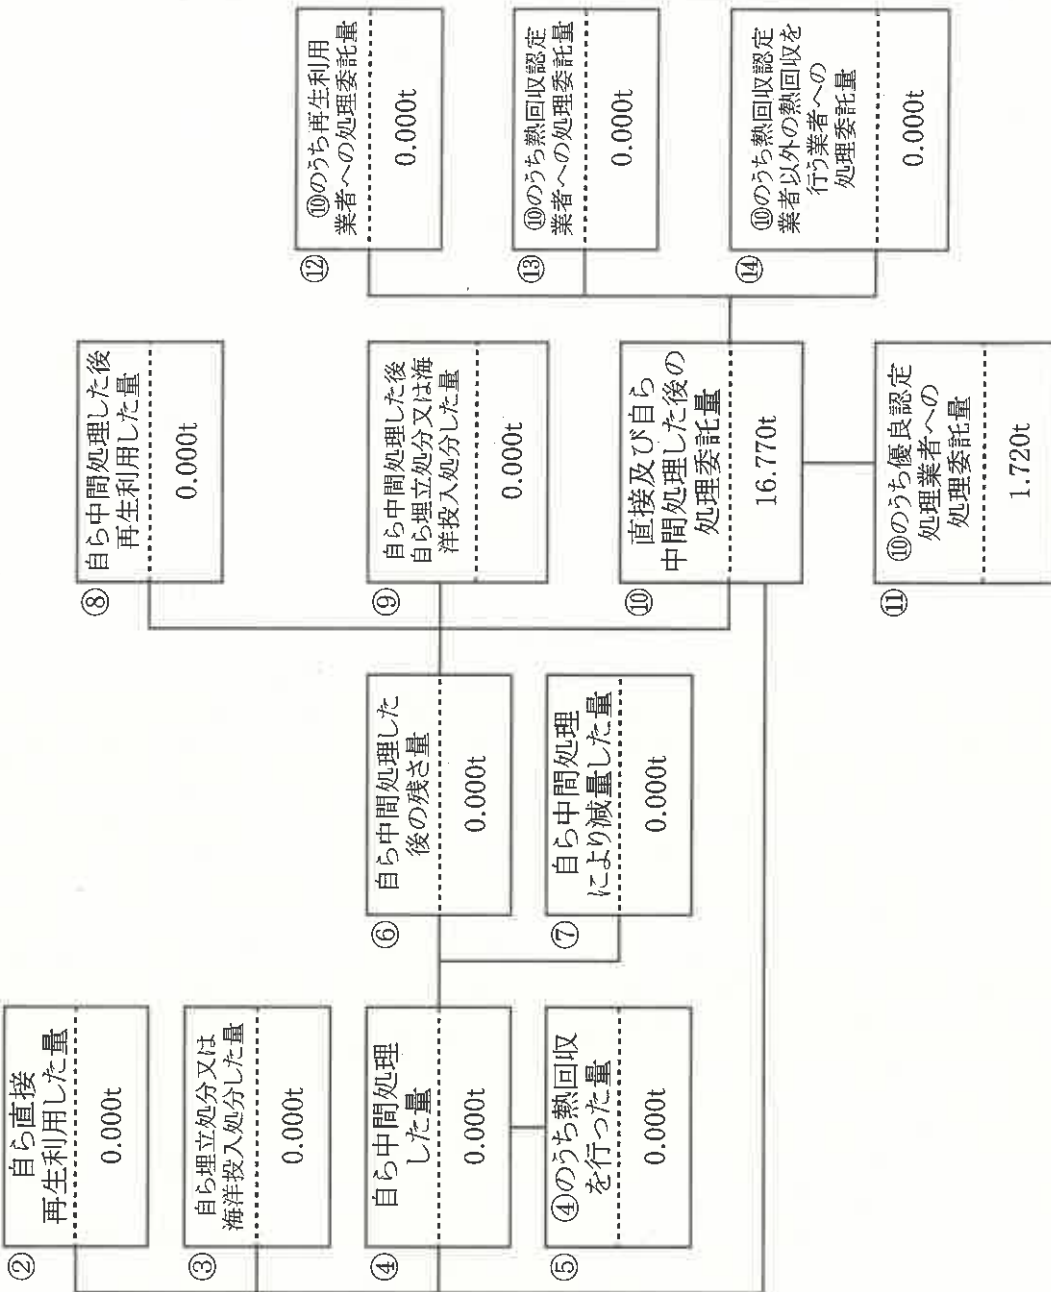 ②
自ら直接
再生利用した量
0.000t
③
自ら埋立処分又は
海洋投入処分した量
0.000t
④
自ら中間処理
した量
0.000t
⑤
④のうち熱回収
を行った量
0.000t
⑥
自ら中間処理した
後の残さ量
0.000t
⑦
自ら中間処理
により減量した量
0.000t
⑧
自ら中間処理した後
再生利用した量
0.000t
⑨
自ら中間処理した後
自ら埋立処分又は海
洋投入処分した量
0.000t
⑩
直接及び自ら
中間処理した後の
処理委託量
16.770t
⑪
⑩のうち優良認定
処理業者への
処理委託量
1.720t
⑫
⑩のうち再生利用
業者への処理委託量
0.000t
⑬
⑩のうち熱回収認定
業者への処理委託量
0.000t
⑭
⑩のうち熱回収認定
業者以外の熱回収を
行う業者への
処理委託量
0.000t